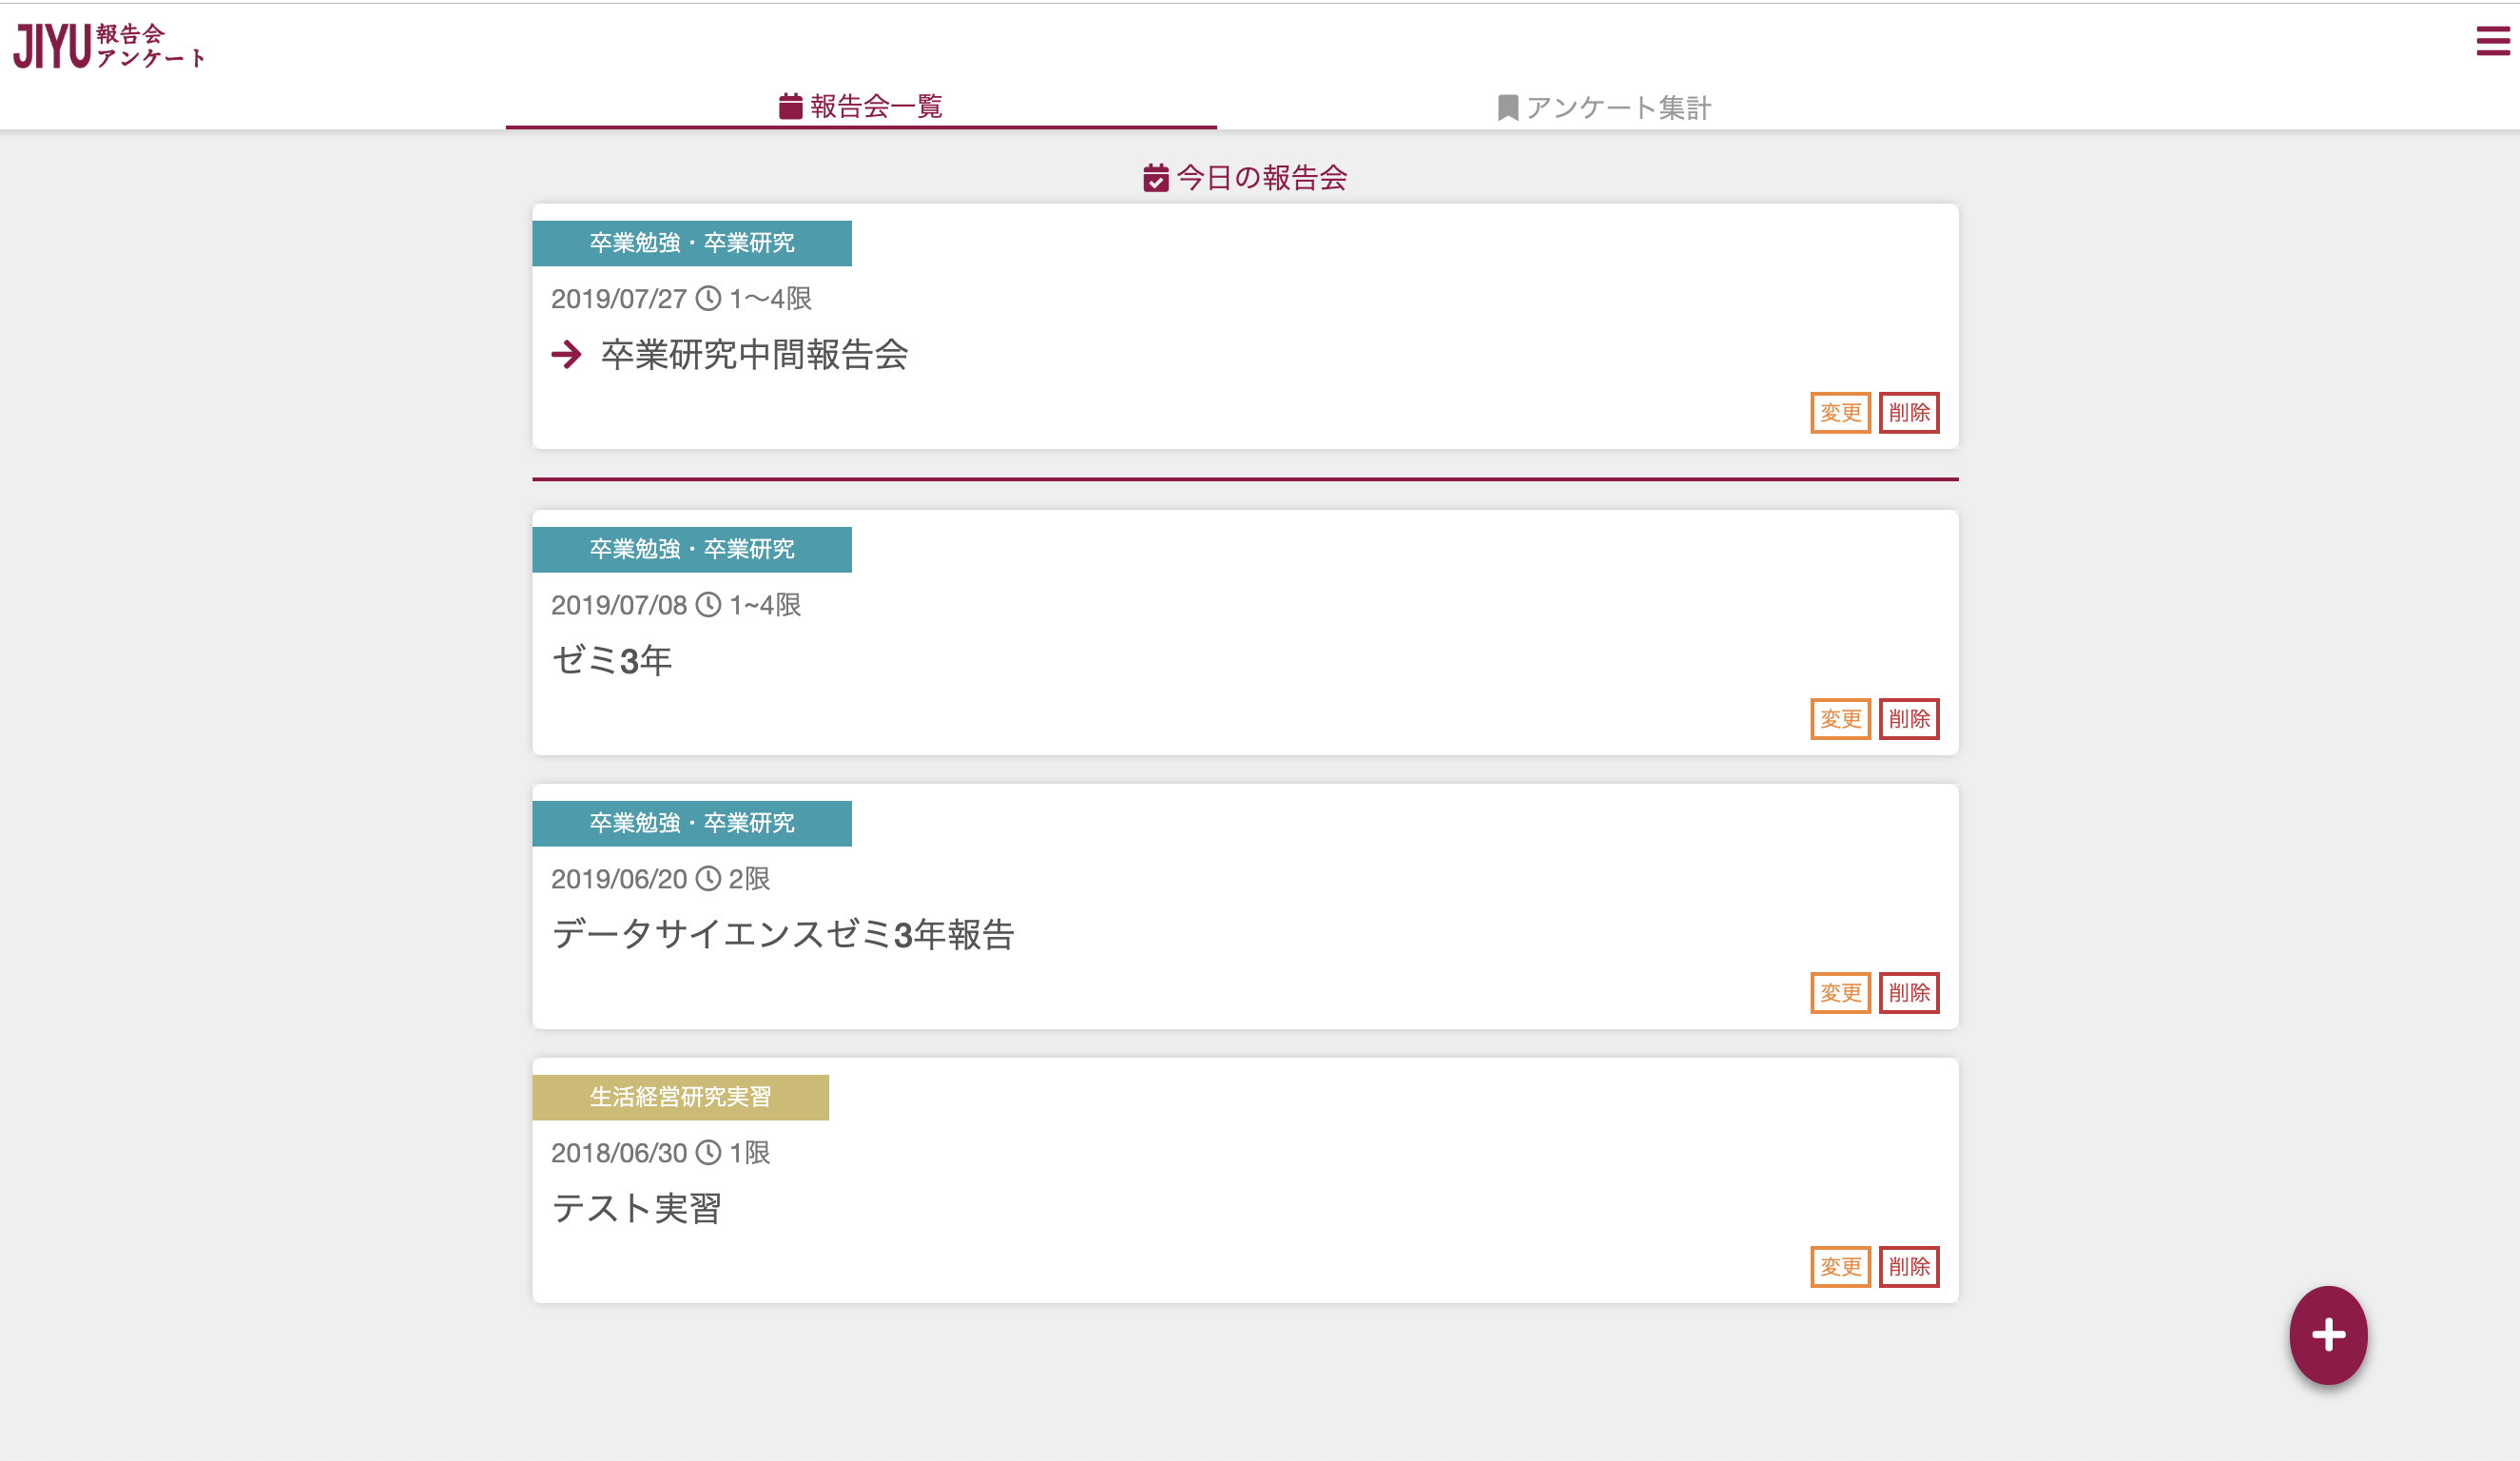 JIYU 報告会
アンケート
報告会一覧
アンケート集計
今日の報告会
卒業勉強・卒業研究
2019/07/27 1〜4限
卒業研究中間報告会
変更 削除
卒業勉強・卒業研究
2019/07/08 1~4限
ゼミ3年
変更 削除
卒業勉強・卒業研究
2019/06/20 2限
データサイエンスゼミ3年報告
変更 削除
生活経営研究実習
2018/06/30 1限
テスト実習
変更 削除